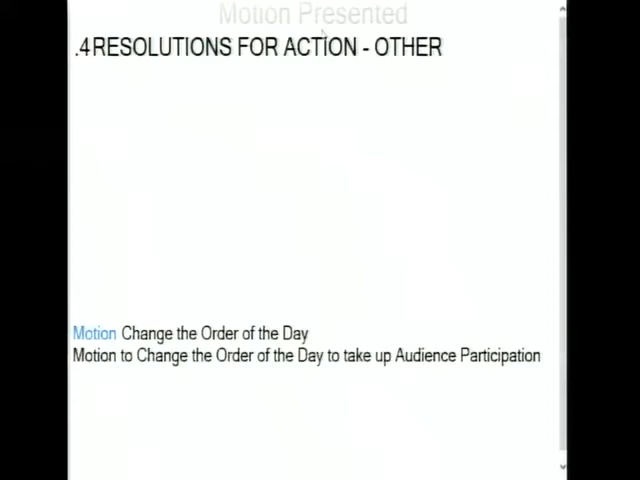 Motion Presented
.4RESOLUTIONS FOR ACTION - OTHER
Motion Change the Order of the Day
Motion to Change the Order of the Day to take up Audience Participation